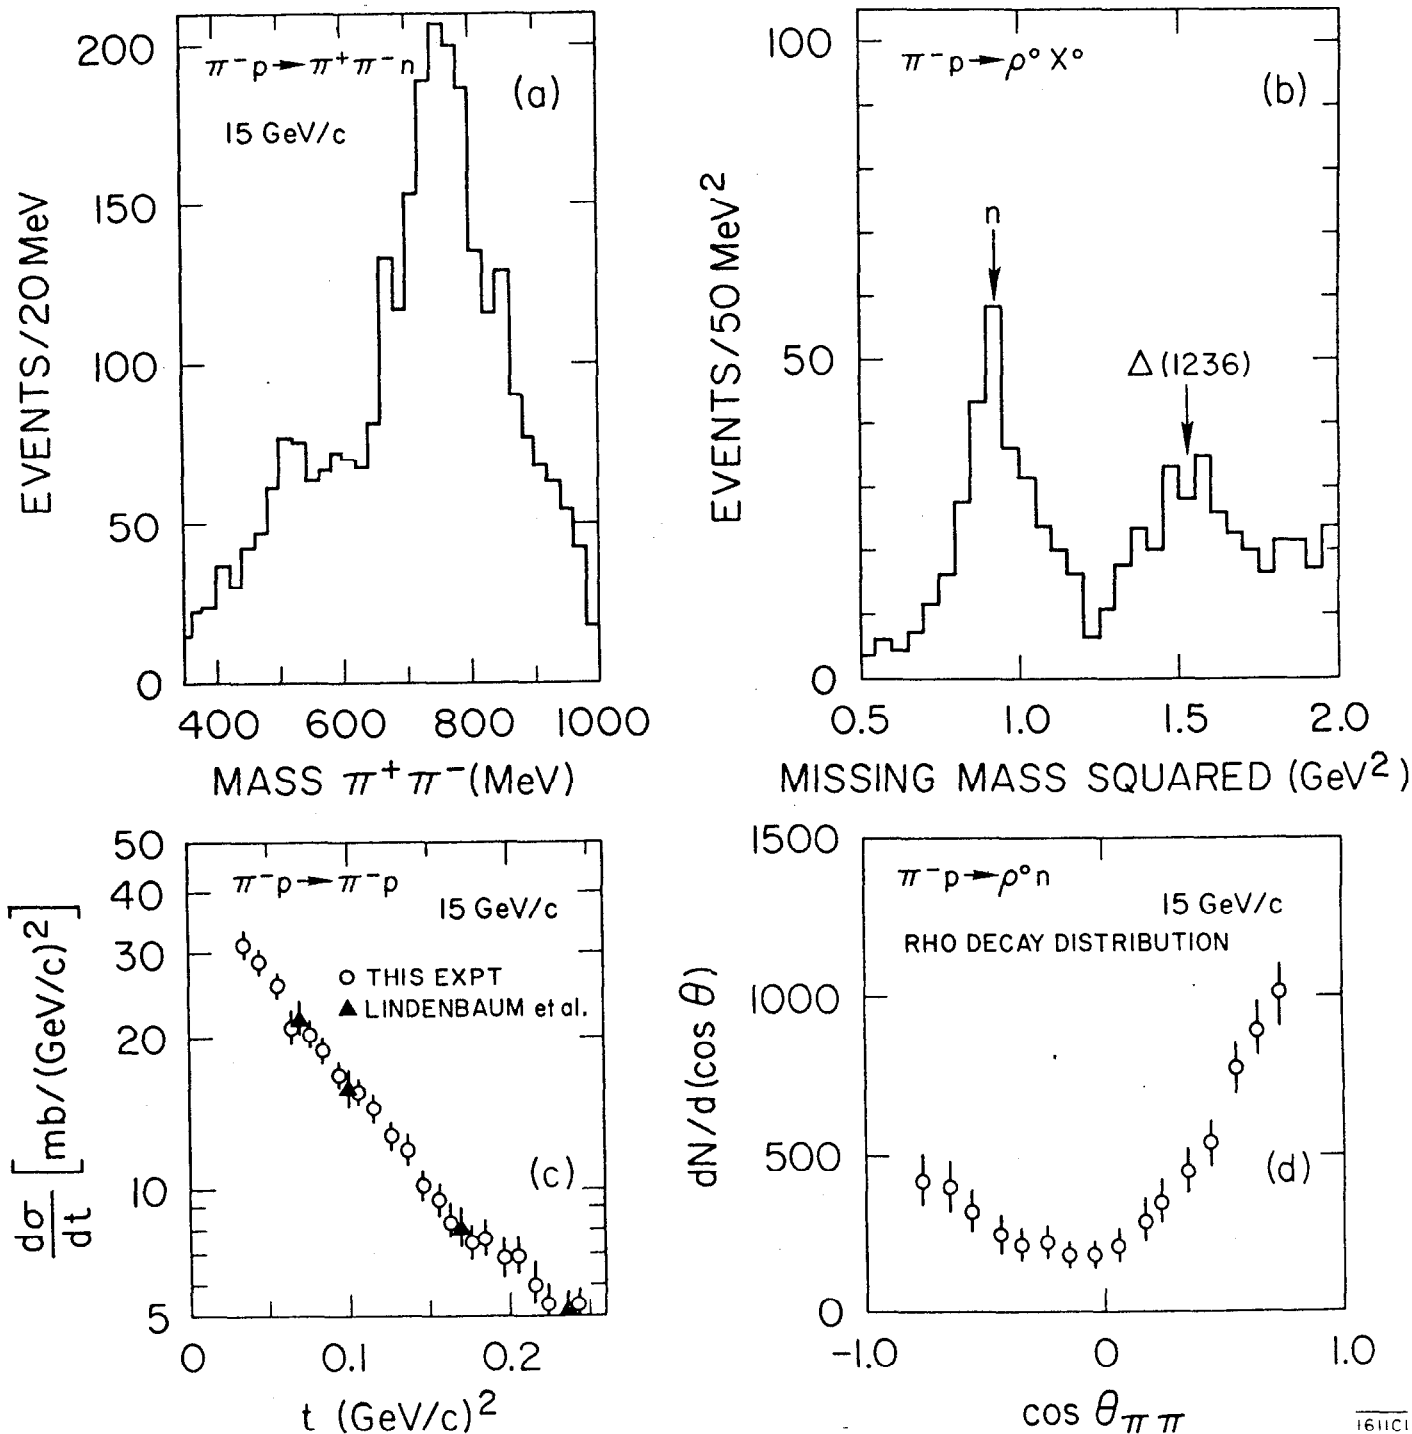 π⁻p→π⁺π⁻n
(a)
15 GeV/c
EVENTS/20 MeV
200
150
100
50
0
400 600 800 1000
MASS π⁺π⁻(MeV)
π⁻p→ρ°X°
(b)
EVENTS/50 MeV²
100
50
0
n
Δ(1236)
0.5 1.0 1.5 2.0
MISSING MASS SQUARED (GeV²)
π⁻p→π⁻p
15 GeV/c
○ THIS EXPT
▲ LINDENBAUM et al.
(c)
dσ/dt [mb/(GeV/c)²]
50
40
30
20
10
5
0 0.1 0.2
t (GeV/c)²
π⁻p→ρ°n
15 GeV/c
RHO DECAY DISTRIBUTION
(d)
dN/d(cos θ)
1500
1000
500
0
-1.0 0 1.0
cos θππ
1611C1